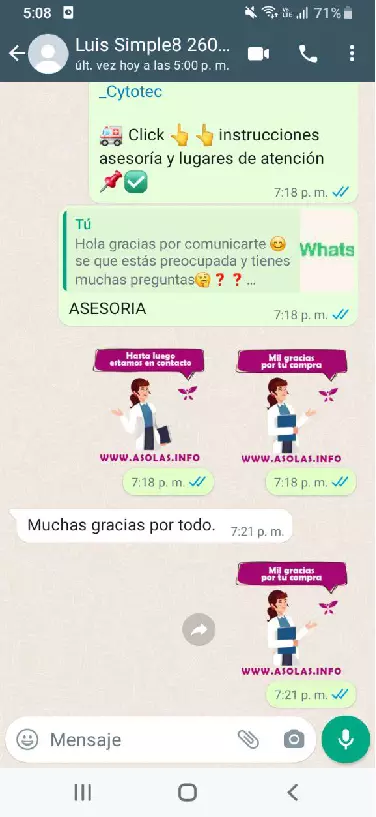 5:08
71%
Luis Simple8 260...
últ. vez hoy a las 5:00 p. m.
_Cytotec
🚑 Click 👆 👆 instrucciones
asesoría y lugares de atención
📌✅
7:18 p. m.
Tú
Hola gracias por comunicarte 😊
se que estás preocupada y tienes
muchas preguntas🤔❓❓...
Whats
ASESORIA
7:18 p. m.
Hasta luego
estamos en contacto
WWW.ASOLAS.INFO
7:18 p. m.
Mil gracias
por tu compra
WWW.ASOLAS.INFO
7:18 p. m.
Muchas gracias por todo.
7:21 p. m.
Mil gracias
por tu compra
WWW.ASOLAS.INFO
7:21 p. m.
Mensaje